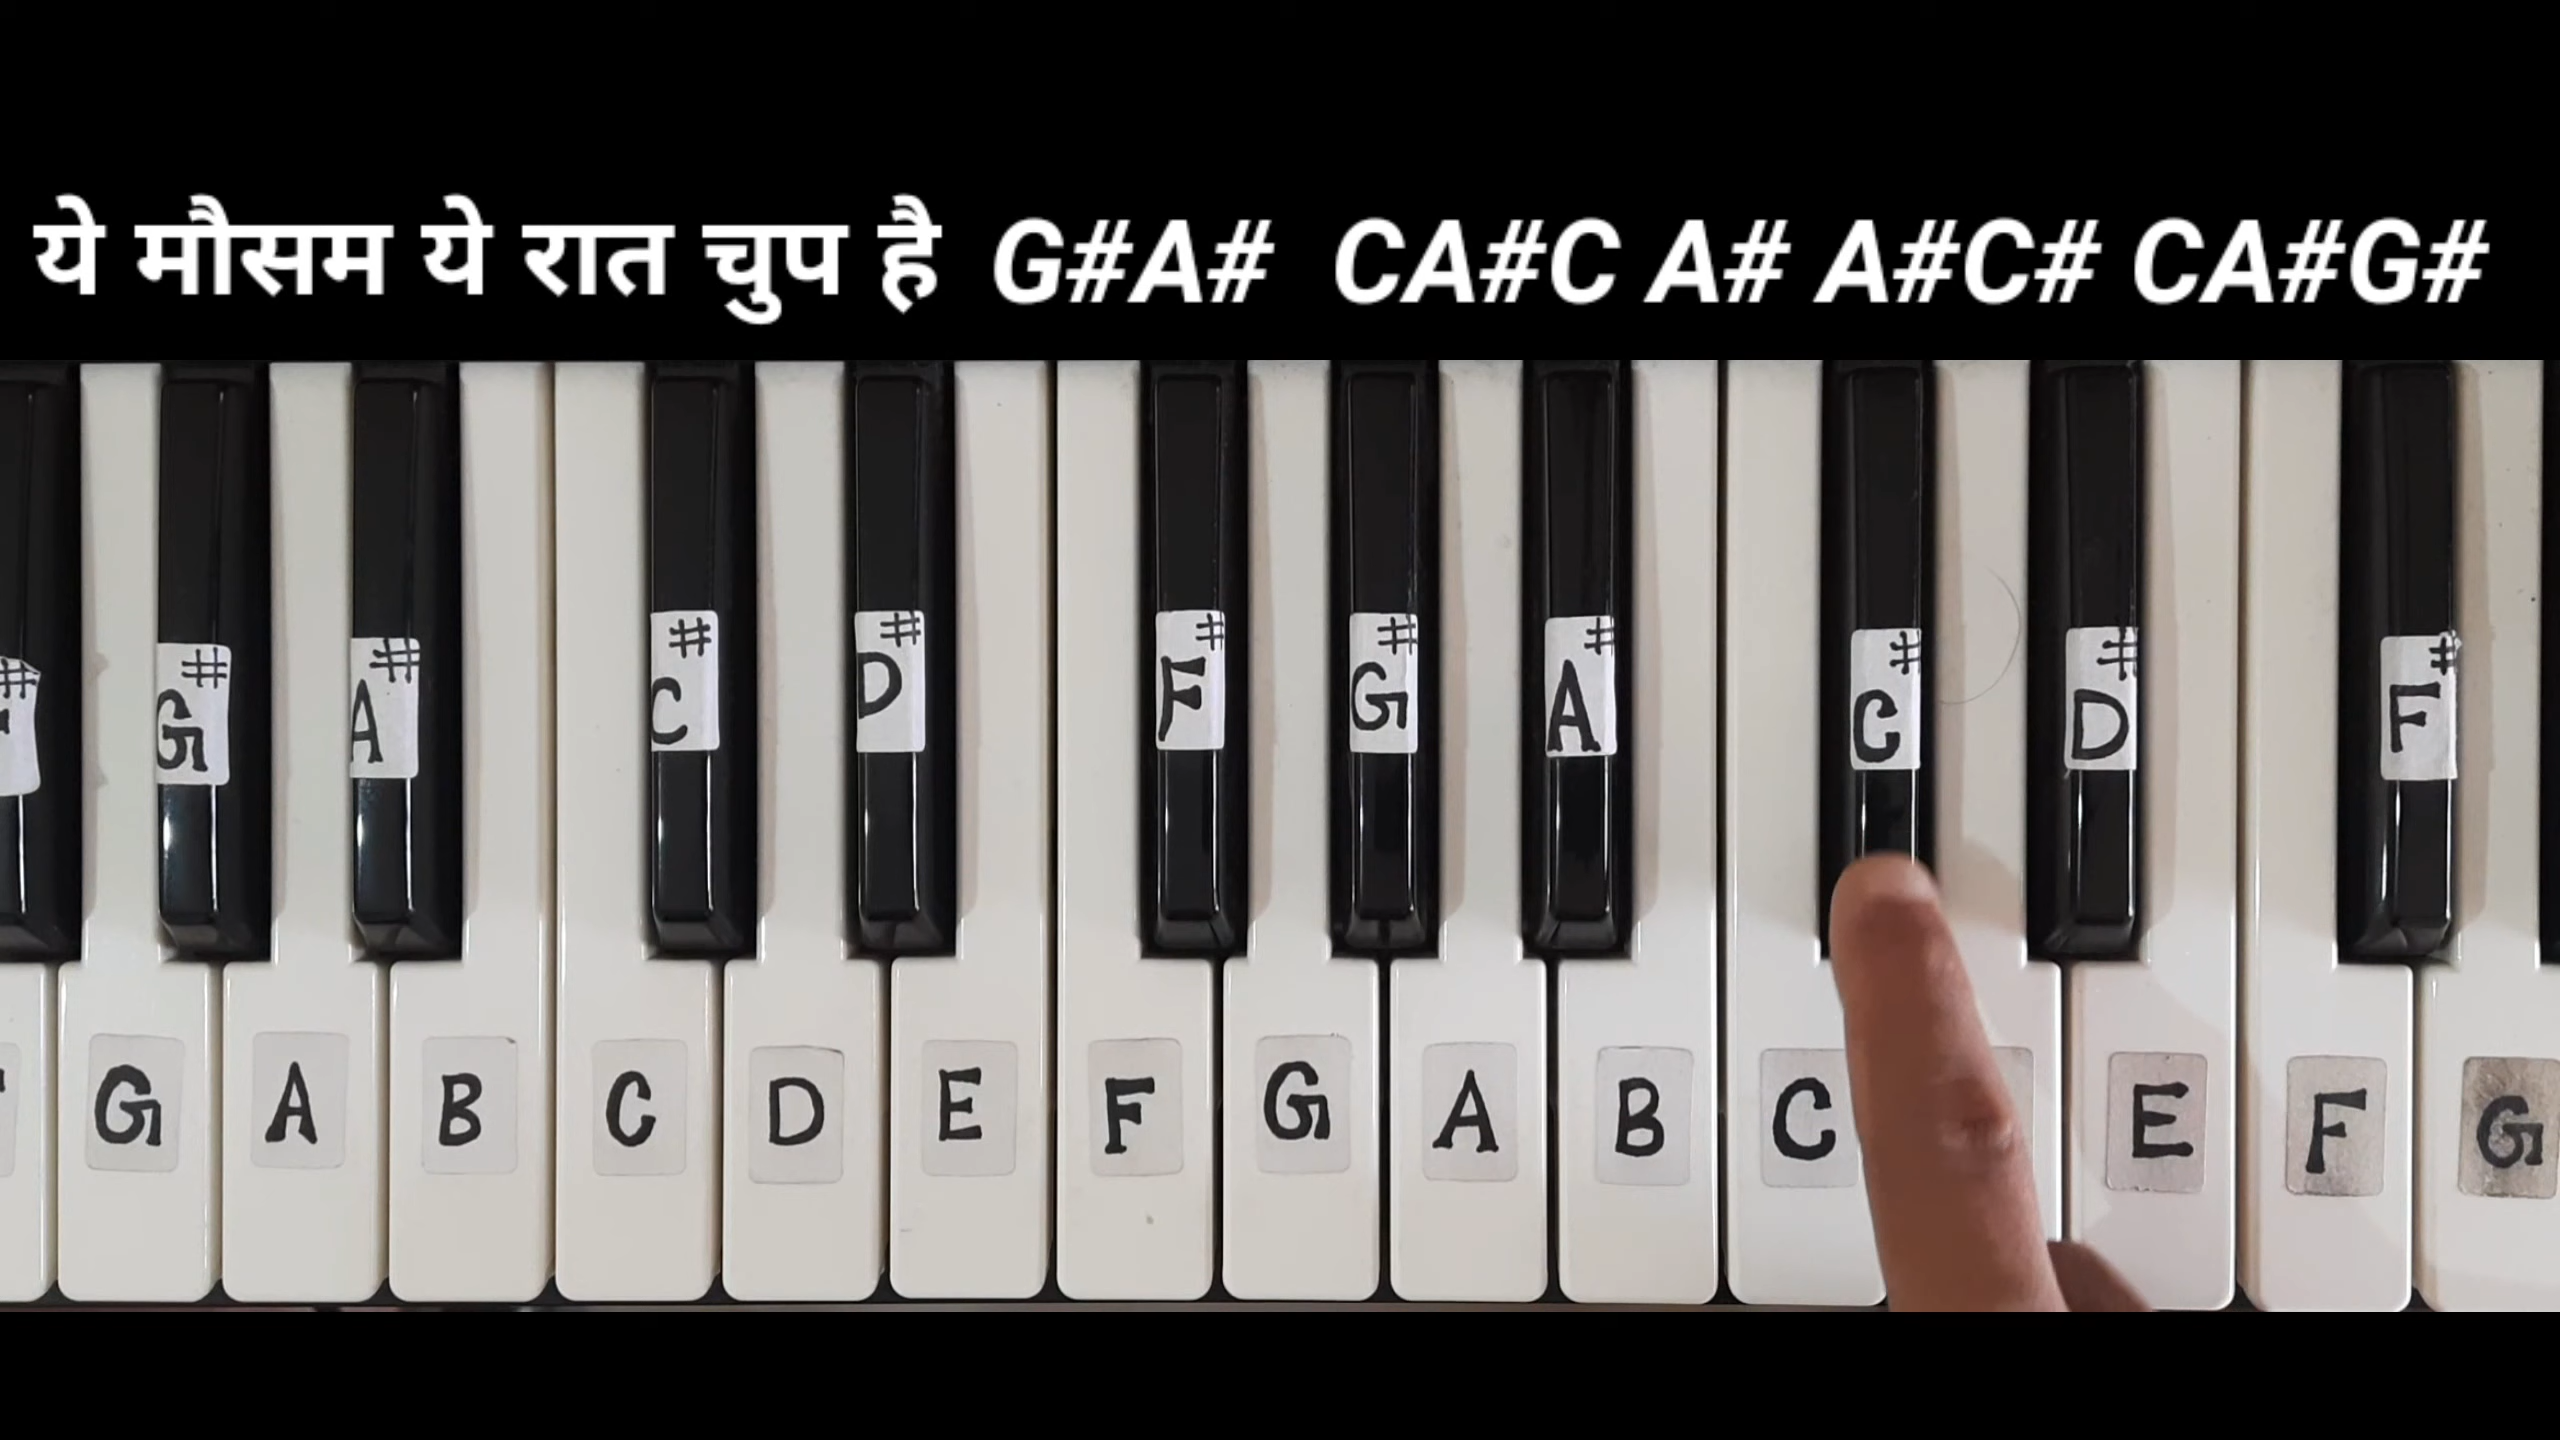 ये मौसम ये रात चुप है G#A# CA#C A# A#C# CA#G#
# G# A# C# D# F# G# A# C# D# F#
G A B C D E F G A B C E F G